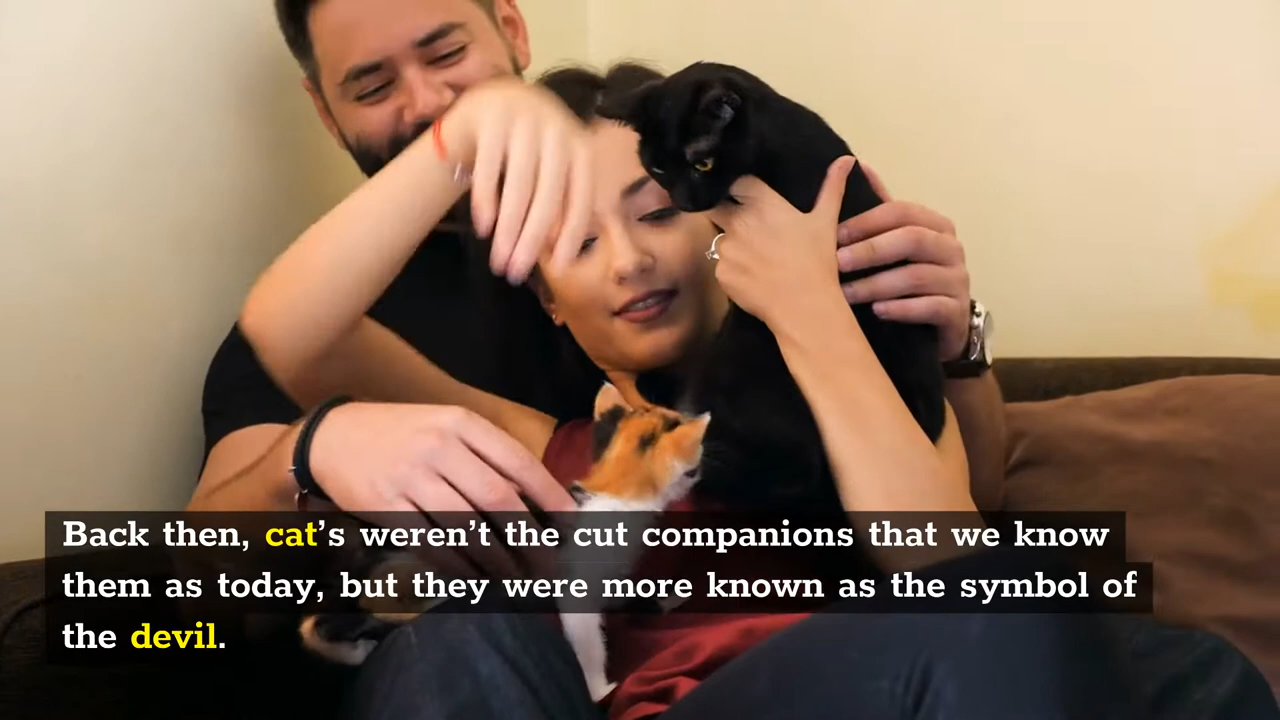 Back then, cat's weren't the cut companions that we know
them as today, but they were more known as the symbol of
the devil.